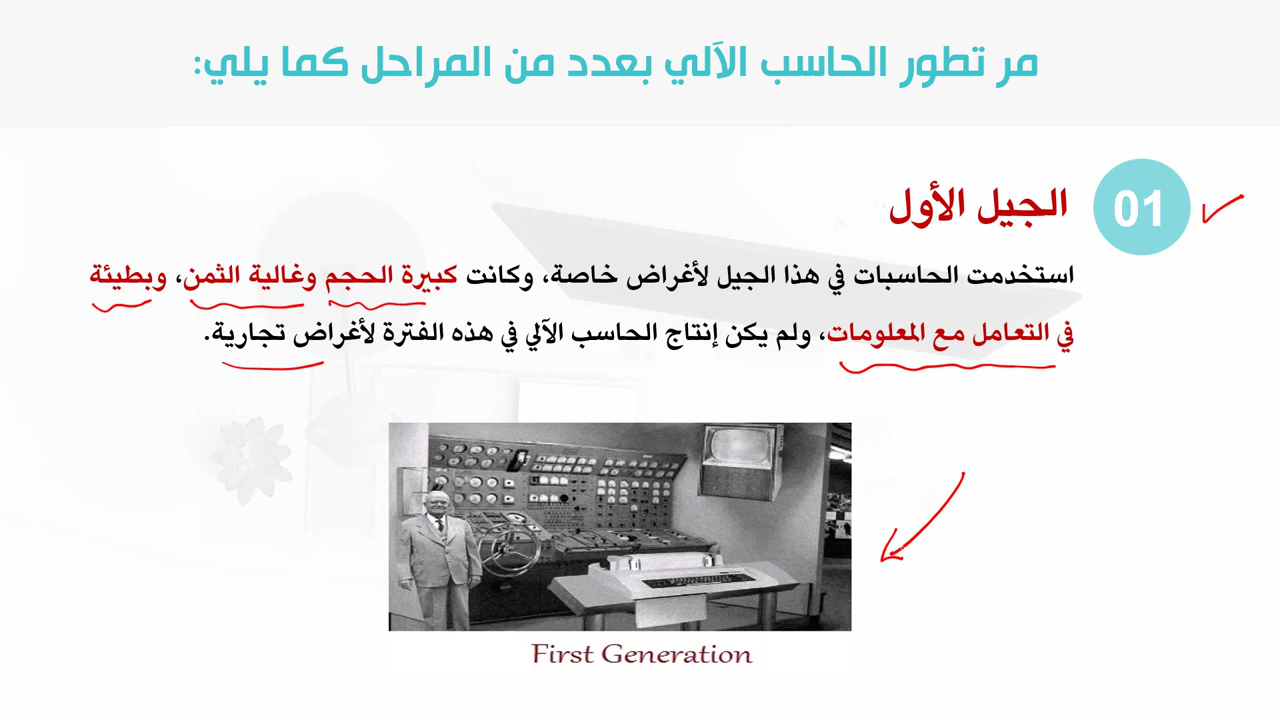 مر تطور الحاسب الآلي بعدد من المراحل كما يلي:
01
الجيل الأول
استخدمت الحاسبات في هذا الجيل لأغراض خاصة، وكانت كبيرة الحجم وغالية الثمن، وبطيئة
في التعامل مع المعلومات، ولم يكن إنتاج الحاسب الآلي في هذه الفترة لأغراض تجارية.
First Generation